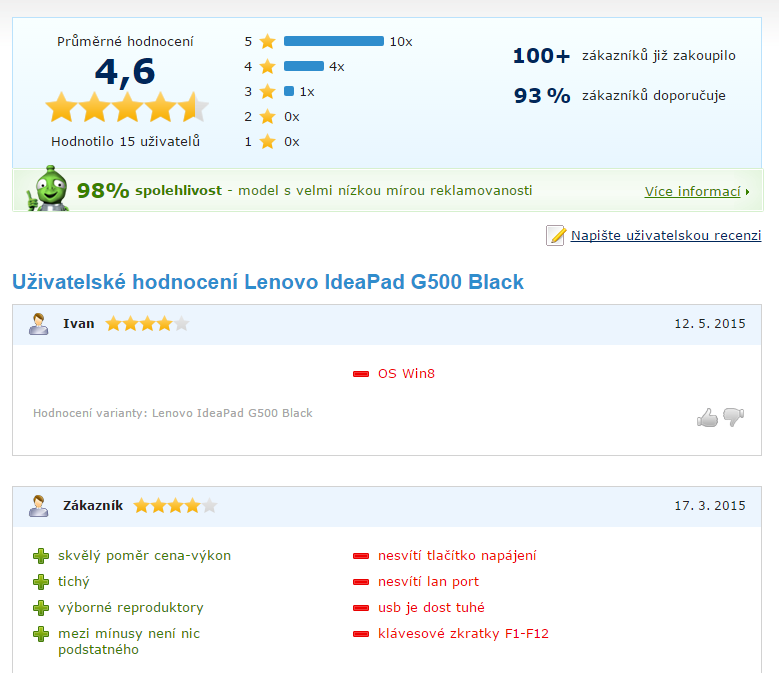 Průměrné hodnocení
4,6
Hodnotilo 15 uživatelů
5 10x
4 4x
3 1x
2 0x
1 0x
100+ zákazníků již zakoupilo
93 % zákazníků doporučuje
98% spolehlivost - model s velmi nízkou mírou reklamovanosti
Více informací
Napište uživatelskou recenzi
Uživatelské hodnocení Lenovo IdeaPad G500 Black
Ivan 12. 5. 2015
OS Win8
Hodnocení varianty: Lenovo IdeaPad G500 Black
Zákazník 17. 3. 2015
skvělý poměr cena-výkon
tichý
výborné reproduktory
mezi mínusy není nic
podstatného
nesvítí tlačítko napájení
nesvítí lan port
usb je dost tuhé
klávesové zkratky F1-F12